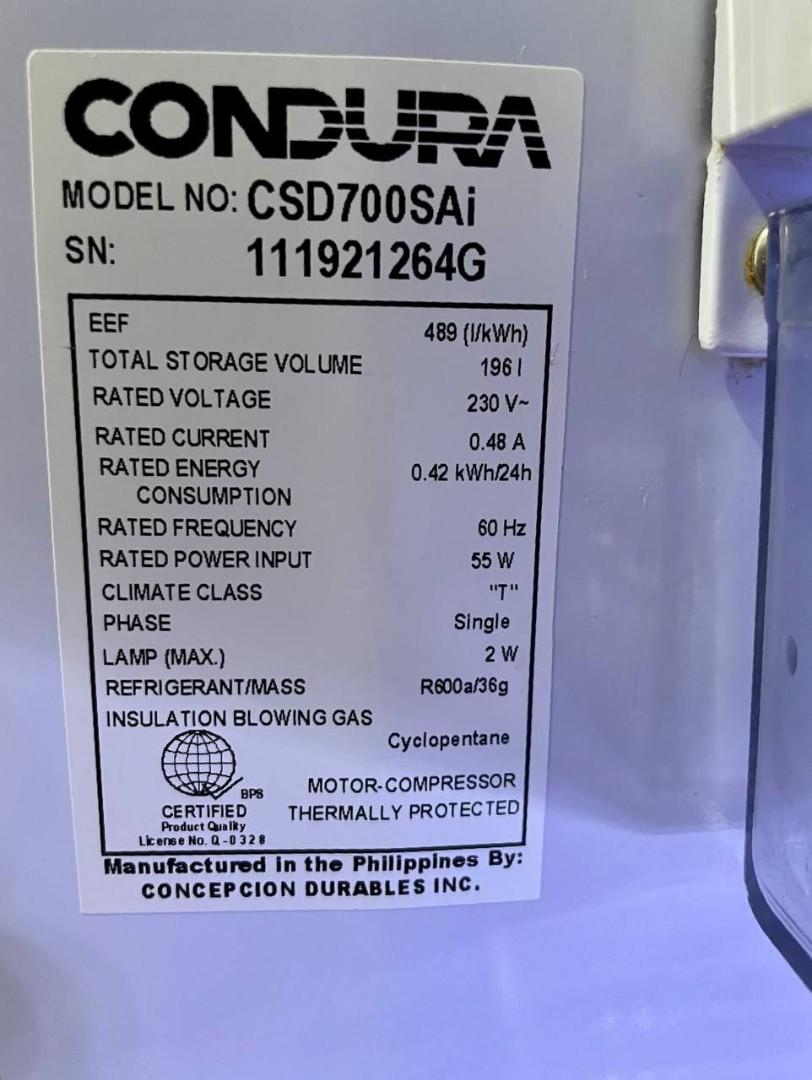 CONDURA
MODEL NO: CSD700SAi
SN: 111921264G
EEF 489 (l/kWh)
TOTAL STORAGE VOLUME 196 l
RATED VOLTAGE 230 V~
RATED CURRENT 0.48 A
RATED ENERGY 0.42 kWh/24h
CONSUMPTION
RATED FREQUENCY 60 Hz
RATED POWER INPUT 55 W
CLIMATE CLASS "T"
PHASE Single
LAMP (MAX.) 2 W
REFRIGERANT/MASS R600a/36g
INSULATION BLOWING GAS
Cyclopentane
BPS
MOTOR-COMPRESSOR
CERTIFIED THERMALLY PROTECTED
Product Quality
License No. Q-0328
Manufactured in the Philippines By:
CONCEPCION DURABLES INC.